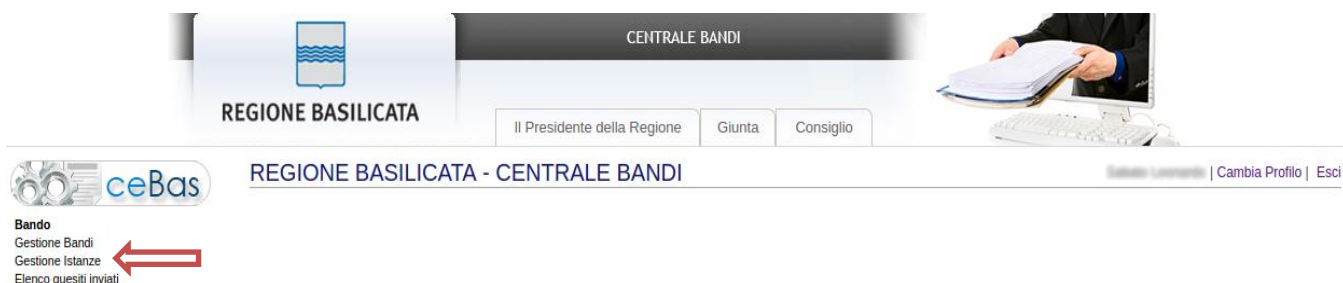 CENTRALE BANDI
REGIONE BASILICATA
Il Presidente della Regione Giunta Consiglio
ceBas
REGIONE BASILICATA - CENTRALE BANDI
| Cambia Profilo | Esci
Bando
Gestione Bandi
Gestione Istanze
Elenco quesiti inviati